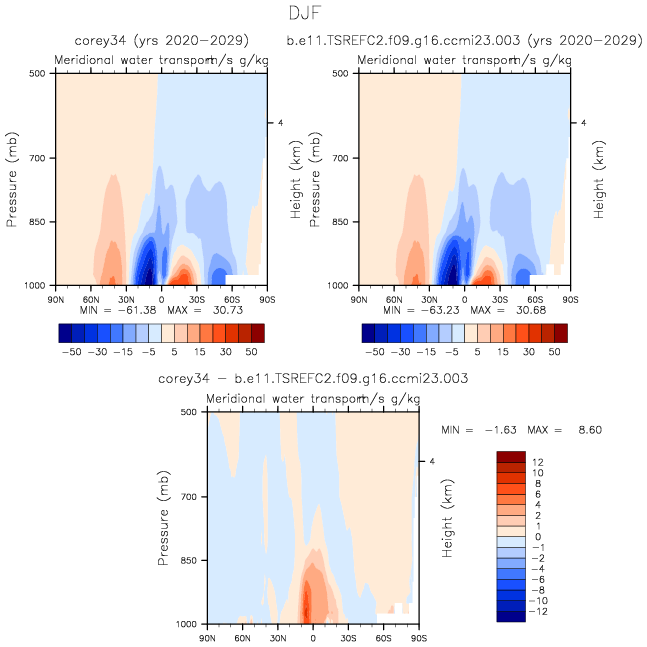 DJF
corey34 (yrs 2020-2029)
b.e11.TSREFC2.f09.g16.ccmi23.003 (yrs 2020-2029)
Meridional water transport m/s g/kg
Meridional water transport m/s g/kg
500
700
850
1000
Pressure (mb)
4
Height (km)
90N 60N 30N 0 30S 60S 90S
MIN = -61.38 MAX = 30.73
-50 -30 -15 -5 5 15 30 50
500
700
850
1000
Pressure (mb)
4
Height (km)
90N 60N 30N 0 30S 60S 90S
MIN = -63.23 MAX = 30.68
-50 -30 -15 -5 5 15 30 50
corey34 - b.e11.TSREFC2.f09.g16.ccmi23.003
Meridional water transport m/s g/kg
500
700
850
1000
Pressure (mb)
4
Height (km)
90N 60N 30N 0 30S 60S 90S
MIN = -1.63 MAX = 8.60
12
10
8
6
4
2
1
0
-1
-2
-4
-6
-8
-10
-12